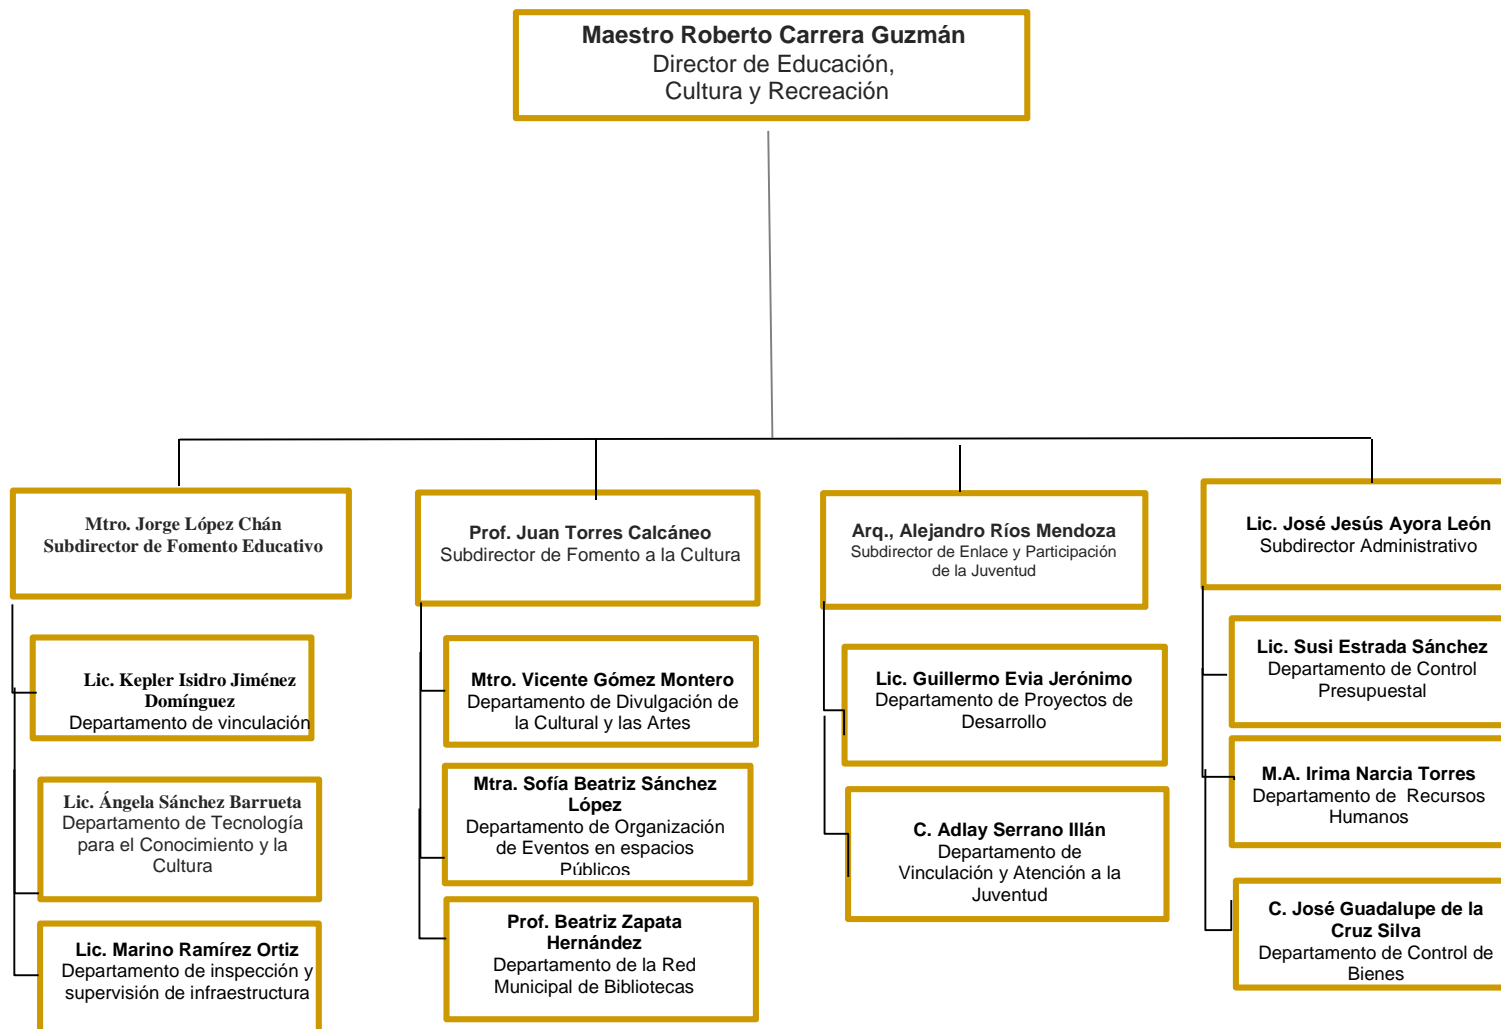 Maestro Roberto Carrera Guzmán
Director de Educación,
Cultura y Recreación
Mtro. Jorge López Chán
Subdirector de Fomento Educativo
Lic. Kepler Isidro Jiménez
Domínguez
Departamento de vinculación
Lic. Ángela Sánchez Barrueta
Departamento de Tecnología
para el Conocimiento y la
Cultura
Lic. Marino Ramírez Ortiz
Departamento de inspección y
supervisión de infraestructura
Prof. Juan Torres Calcáneo
Subdirector de Fomento a la Cultura
Mtro. Vicente Gómez Montero
Departamento de Divulgación de
la Cultural y las Artes
Mtra. Sofía Beatriz Sánchez
López
Departamento de Organización
de Eventos en espacios
Públicos
Prof. Beatriz Zapata
Hernández
Departamento de la Red
Municipal de Bibliotecas
Arq., Alejandro Ríos Mendoza
Subdirector de Enlace y Participación
de la Juventud
Lic. Guillermo Evia Jerónimo
Departamento de Proyectos de
Desarrollo
C. Adlay Serrano Illán
Departamento de
Vinculación y Atención a la
Juventud
Lic. José Jesús Ayora León
Subdirector Administrativo
Lic. Susi Estrada Sánchez
Departamento de Control
Presupuestal
M.A. Irima Narcia Torres
Departamento de  Recursos
Humanos
C. José Guadalupe de la
Cruz Silva
Departamento de Control de
Bienes